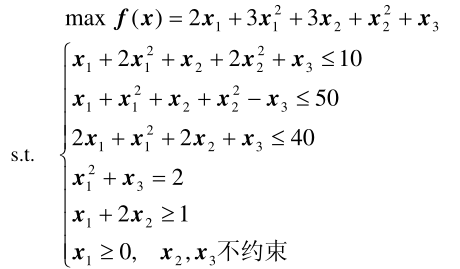 max f(x) = 2x₁ + 3x₁² + 3x₂ + x₂² + x₃
x₁ + 2x₁² + x₂ + 2x₂² + x₃ ≤ 10
x₁ + x₁² + x₂ + x₂² − x₃ ≤ 50
2x₁ + x₁² + 2x₂ + x₃ ≤ 40
s.t.
x₁² + x₃ = 2
x₁ + 2x₂ ≥ 1
x₁ ≥ 0, x₂,x₃不约束